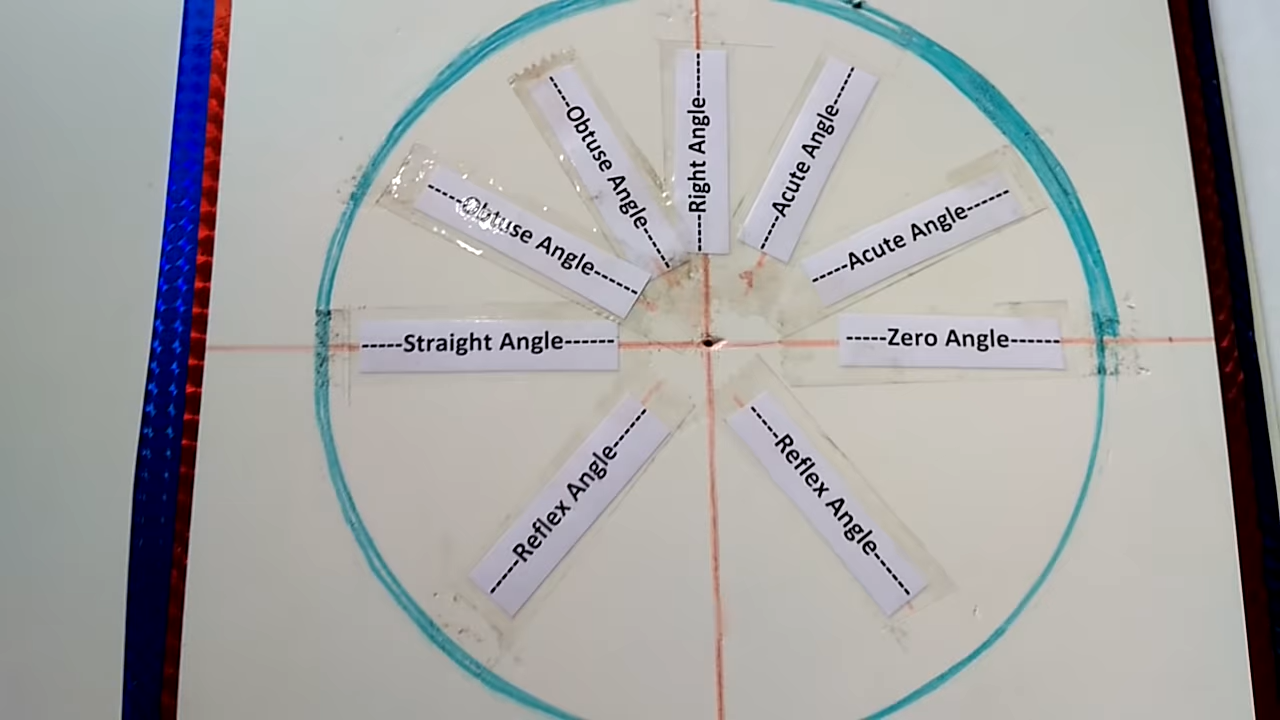 -----Obtuse Angle------
-----Right Angle-----
-----Acute Angle-----
-----Obtuse Angle------
-----Acute Angle------
-----Straight Angle------
-----Zero Angle------
-----Reflex Angle------
-----Reflex Angle------